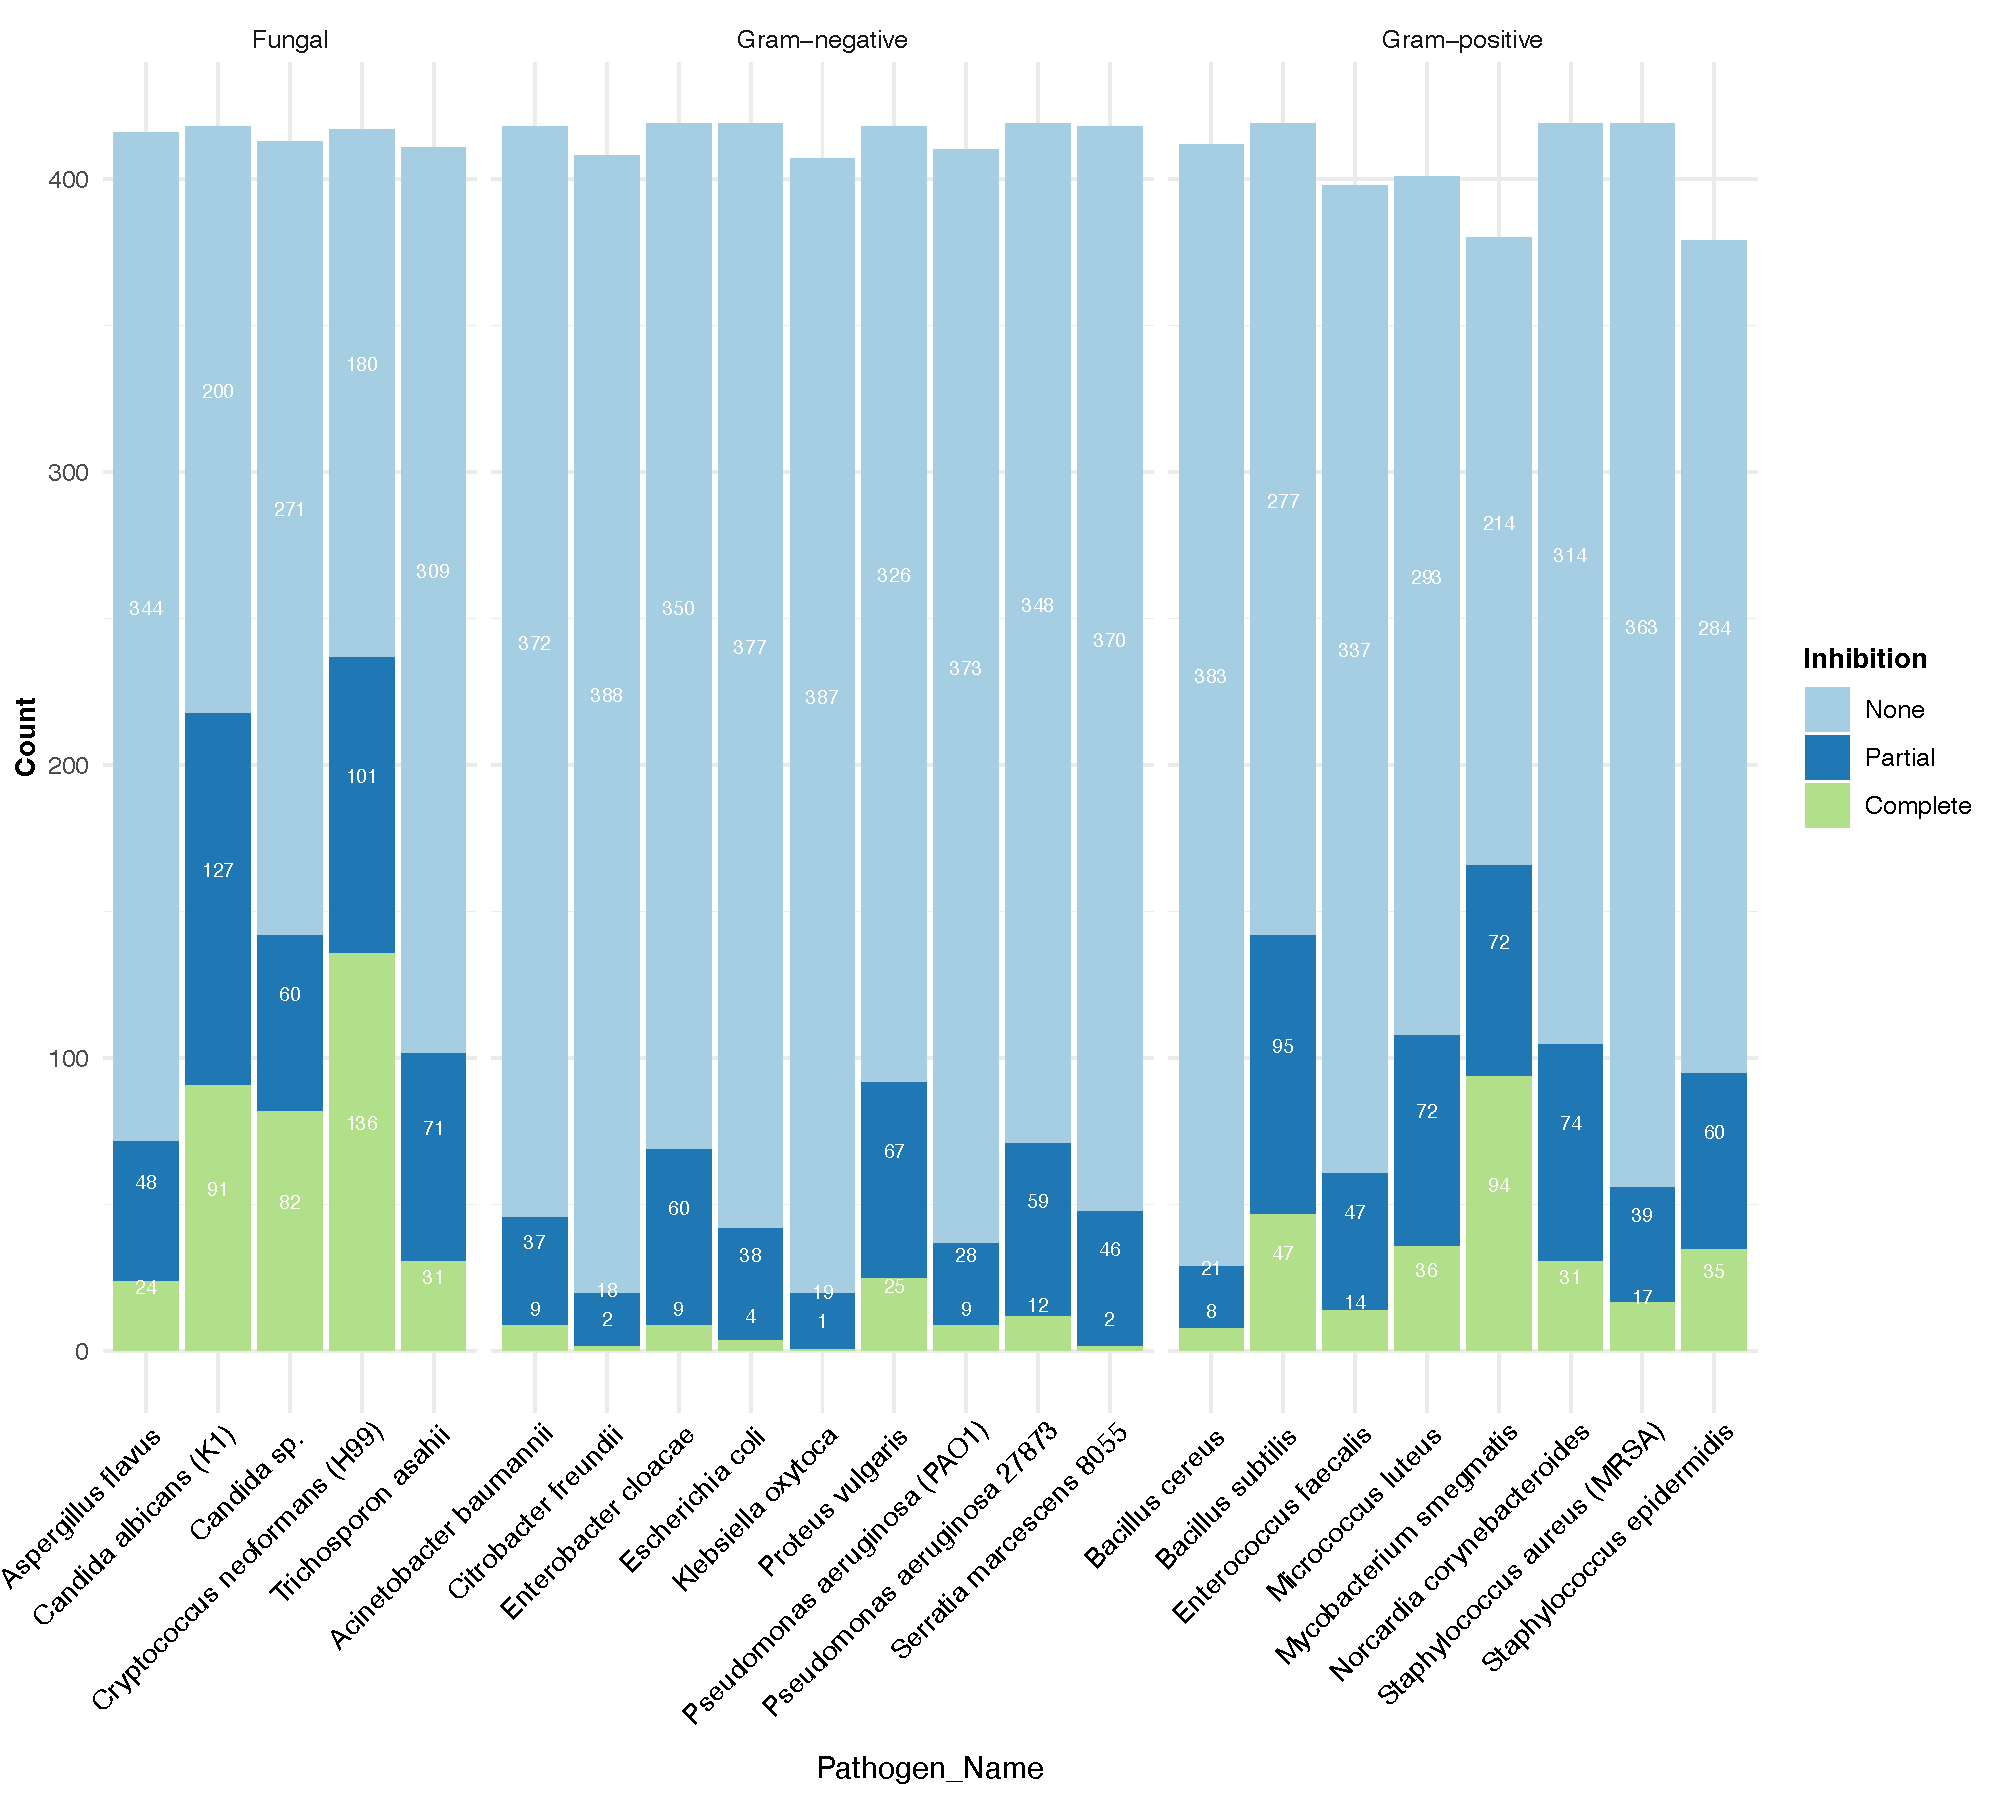 Fungal
Gram−negative
Gram−positive
400
300
200
100
0
Count
344
48
24
200
127
91
271
60
82
180
101
136
309
71
31
372
37
9
388
18
2
350
60
9
377
38
4
387
19
1
326
67
25
373
28
9
348
59
12
370
46
2
383
21
8
277
95
47
337
47
14
293
72
36
214
72
94
314
74
31
363
39
17
284
60
35
Inhibition
None
Partial
Complete
Aspergillus flavus
Candida albicans (K1)
Candida sp.
Cryptococcus neoformans (H99)
Trichosporon asahii
Acinetobacter baumannii
Citrobacter freundii
Enterobacter cloacae
Escherichia coli
Klebsiella oxytoca
Proteus vulgaris
Pseudomonas aeruginosa (PAO1)
Pseudomonas aeruginosa 27873
Serratia marcescens 8055
Bacillus cereus
Bacillus subtilis
Enterococcus faecalis
Micrococcus luteus
Mycobacterium smegmatis
Norcardia corynebacteroides
Staphylococcus aureus (MRSA)
Staphylococcus epidermidis
Pathogen_Name